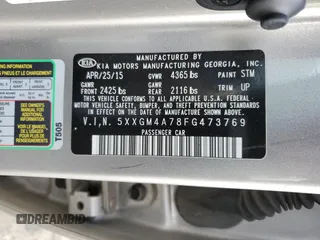 MANUFACTURED BY
KIA
KIA MOTORS MANUFACTURING GEORGIA, INC.
APR/25/15 GVWR 4365 lbs PAINT STM
GAWR FRONT 2425 lbs GAWR REAR 2116 lbs TRIM UP
THIS VEHICLE CONFORMS TO ALL APPLICABLE
FEDERAL MOTOR VEHICLE SAFETY, BUMPER, AND THEFT PREVENTION
STANDARDS IN EFFECT ON THE DATE OF MANUFACTURE SHOWN ABOVE.
V.I.N. 5XXGM4A78FG473769
PASSENGER CAR
T505
DREAMBID